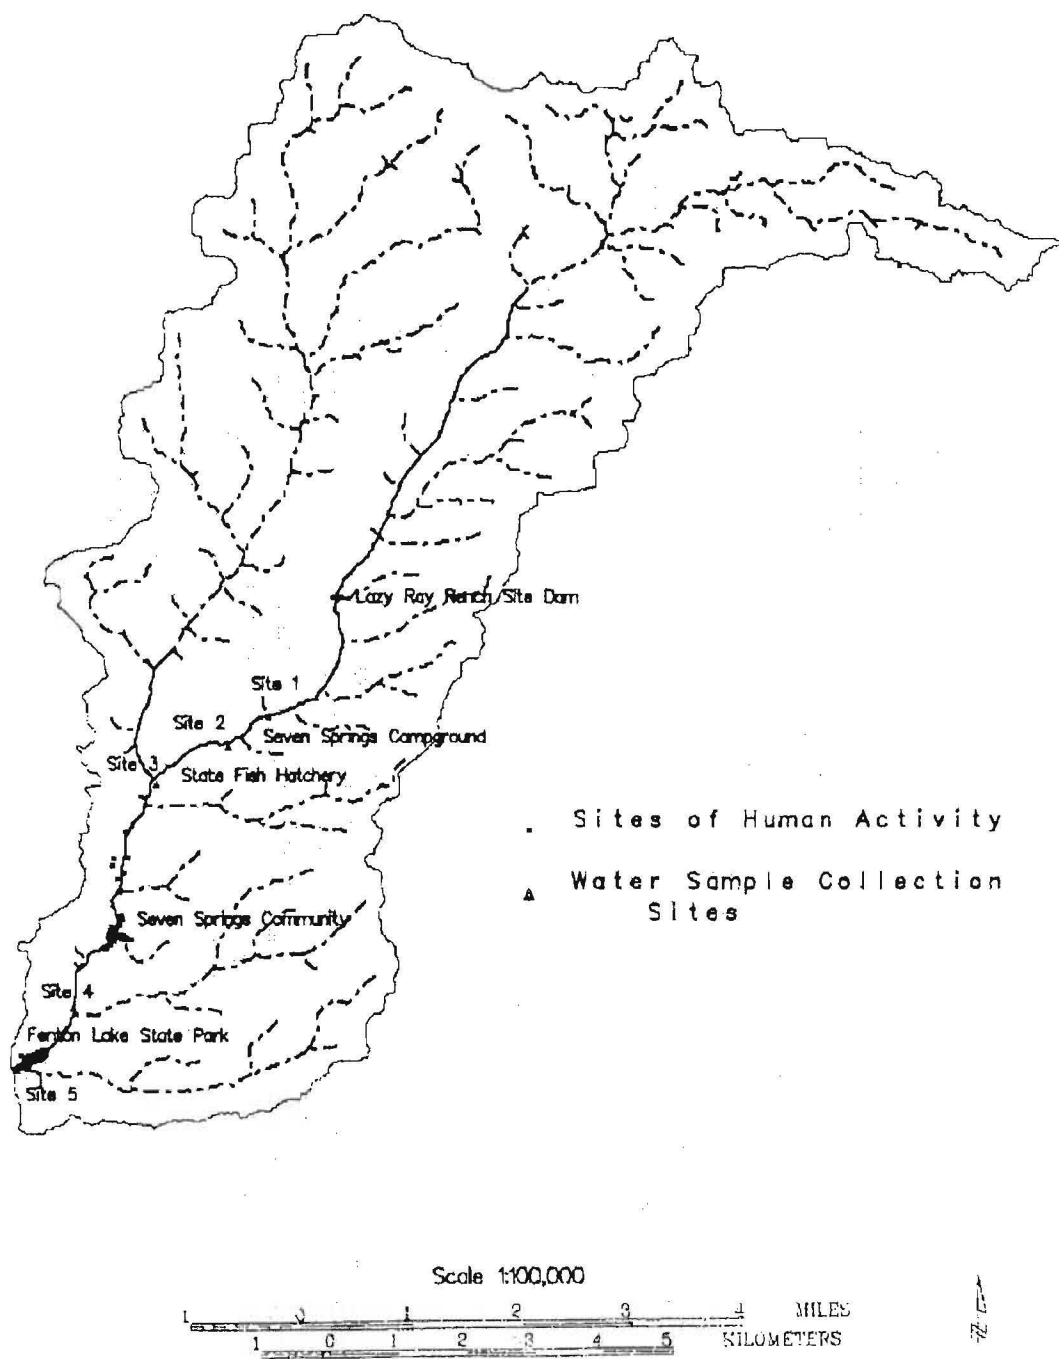 Lazy Ray Ranch/Site Dam
Site 1
Site 2
Seven Springs Campground
Site 3
State Fish Hatchery
Sites of Human Activity
Water Sample Collection
Sites
Seven Springs Community
Site 4
Fenton Lake State Park
Site 5
Scale 1:100,000
1 0 1 2 3 4 MILES
1 0 1 2 3 4 5 KILOMETERS